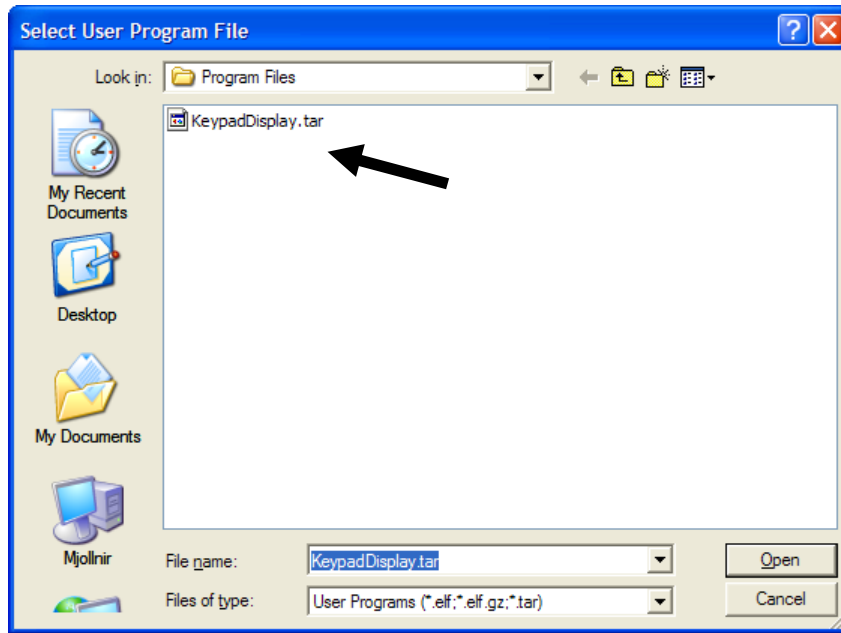 Select User Program File
Look in: Program Files
KeypadDisplay.tar
My Recent
Documents
Desktop
My Documents
Mjollnir
File name: KeypadDisplay.tar Open
Files of type: User Programs (*.elf;*.elf.gz;*.tar) Cancel